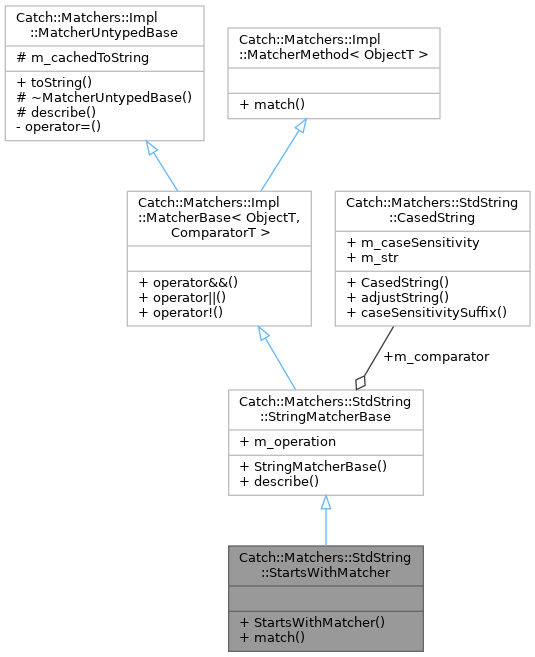 Catch::Matchers::Impl
::MatcherUntypedBase
# m_cachedToString
+ toString()
# ~MatcherUntypedBase()
# describe()
- operator=()
Catch::Matchers::Impl
::MatcherMethod< ObjectT >
+ match()
Catch::Matchers::Impl
::MatcherBase< ObjectT,
ComparatorT >
+ operator&&()
+ operator||()
+ operator!()
Catch::Matchers::StdString
::CasedString
+ m_caseSensitivity
+ m_str
+ CasedString()
+ adjustString()
+ caseSensitivitySuffix()
+m_comparator
Catch::Matchers::StdString
::StringMatcherBase
+ m_operation
+ StringMatcherBase()
+ describe()
Catch::Matchers::StdString
::StartsWithMatcher
+ StartsWithMatcher()
+ match()